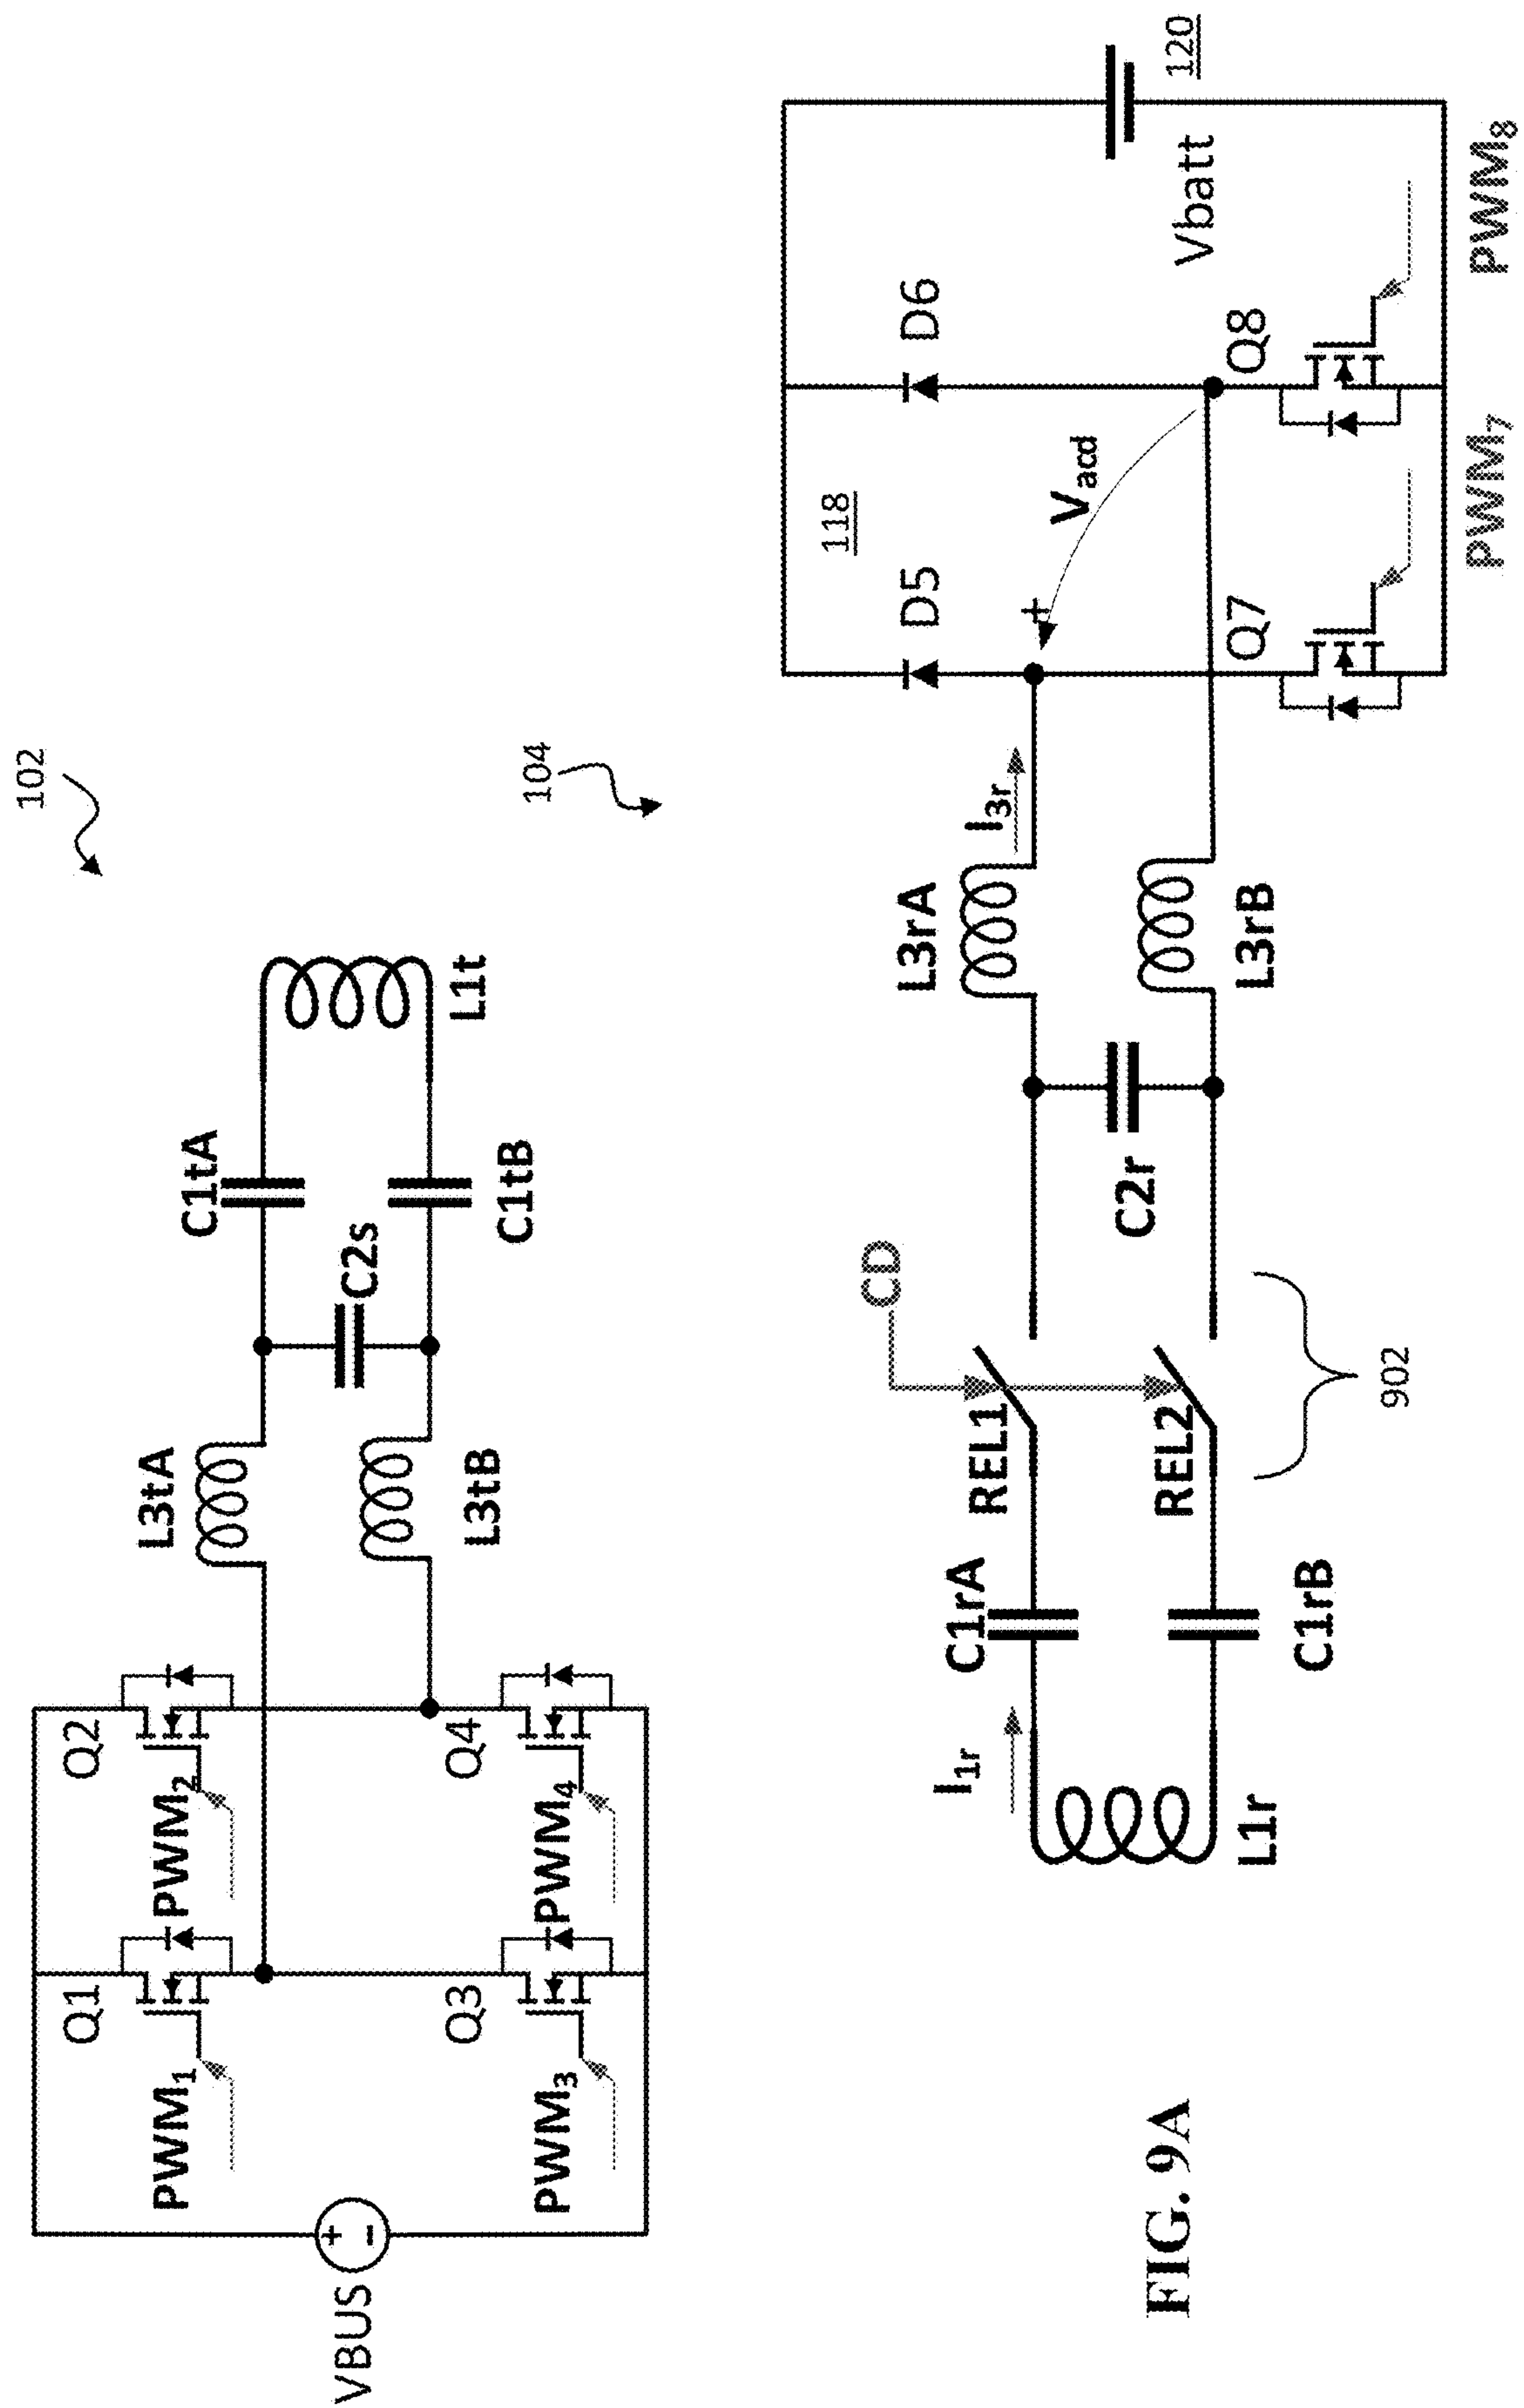 102
VBUS
+
-
Q1
PWM1
Q2
PWM2
Q3
PWM3
Q4
PWM4
L3tA
L3tB
C2s
C1tA
C1tB
L1t
104
L1r
I1r
C1rA
C1rB
REL1
REL2
CD
902
C2r
L3rA
L3rB
I3r
118
D5
D6
+
Vacd
Q7
PWM7
Q8
PWM8
Vbatt
120
FIG. 9A